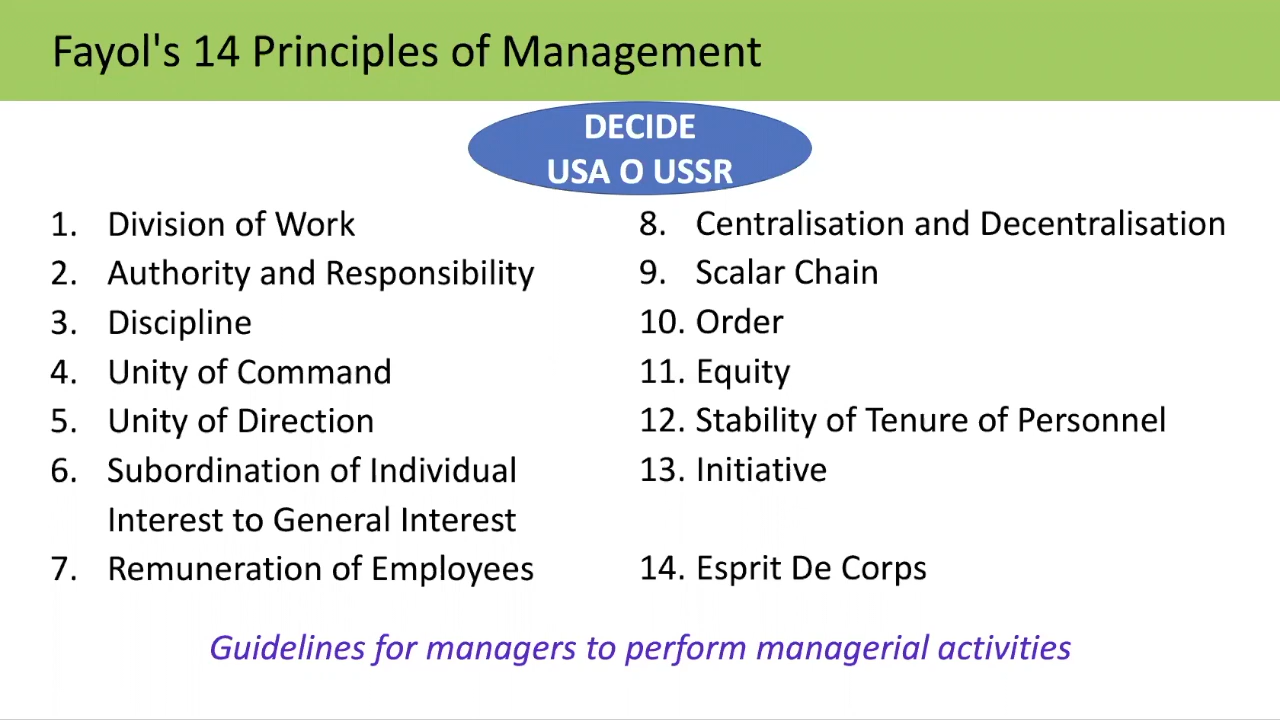 Fayol's 14 Principles of Management
DECIDE
USA O USSR
1. Division of Work
2. Authority and Responsibility
3. Discipline
4. Unity of Command
5. Unity of Direction
6. Subordination of Individual
Interest to General Interest
7. Remuneration of Employees
8. Centralisation and Decentralisation
9. Scalar Chain
10. Order
11. Equity
12. Stability of Tenure of Personnel
13. Initiative
14. Esprit De Corps
Guidelines for managers to perform managerial activities